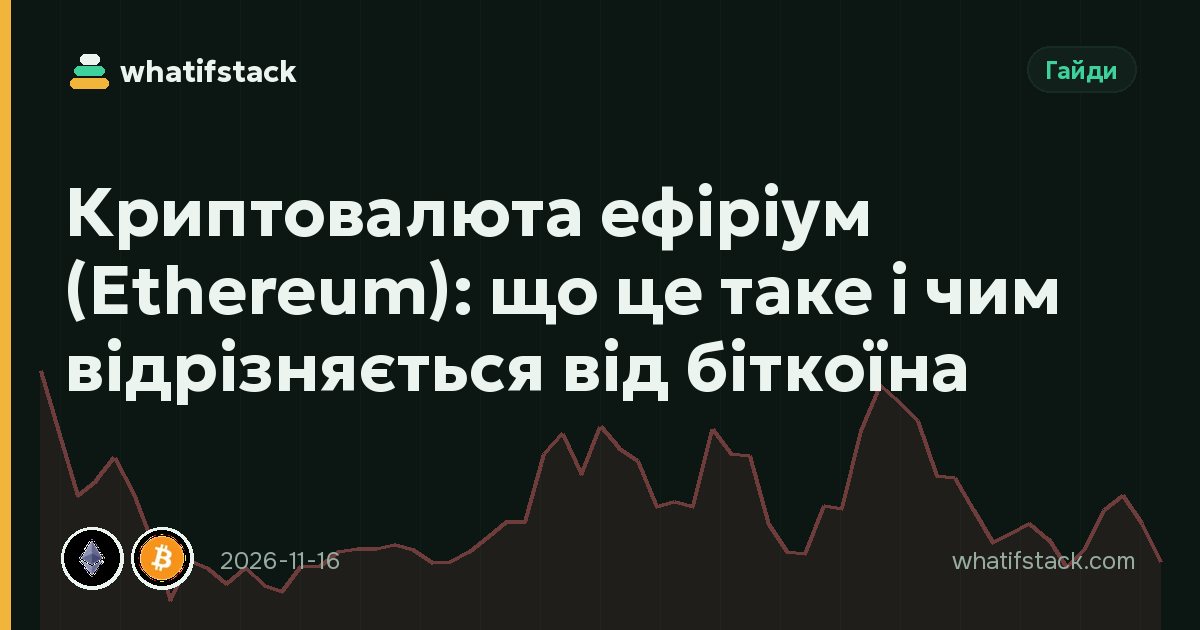 whatifstack
Гайди
Криптовалюта ефіріум
(Ethereum): що це таке і чим
відрізняється від біткоїна
2026-11-16
whatifstack.com